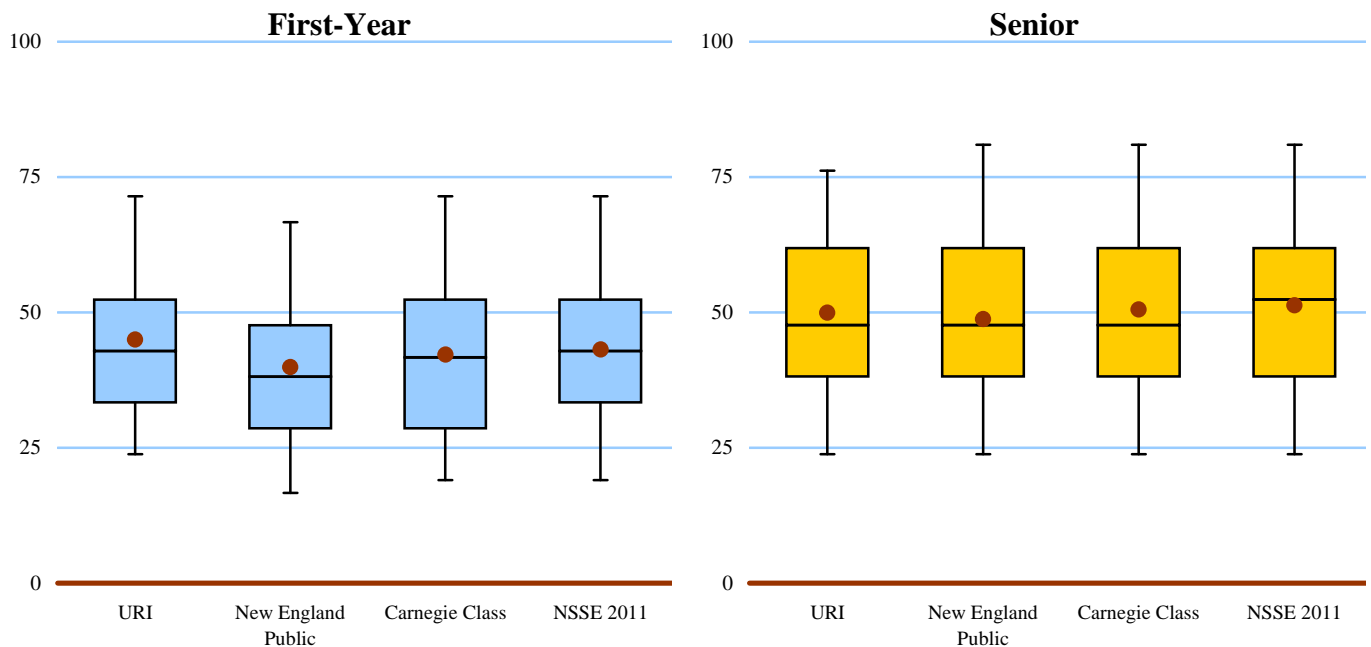 First-Year
100
75
50
25
0
URI
New England
Public
Carnegie Class
NSSE 2011
Senior
100
75
50
25
0
URI
New England
Public
Carnegie Class
NSSE 2011